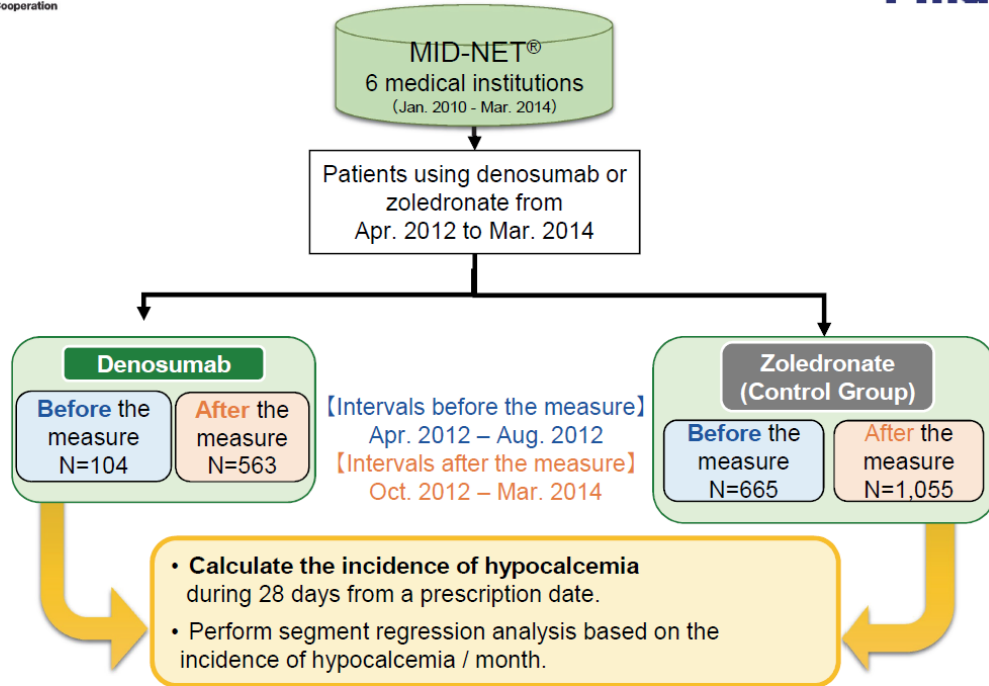 Cooperation
MID-NET®
6 medical institutions
(Jan. 2010 - Mar. 2014)
Patients using denosumab or
zoledronate from
Apr. 2012 to Mar. 2014
Denosumab
Before the
measure
N=104
After the
measure
N=563
【Intervals before the measure】
Apr. 2012 – Aug. 2012
【Intervals after the measure】
Oct. 2012 – Mar. 2014
Zoledronate
(Control Group)
Before the
measure
N=665
After the
measure
N=1,055
• Calculate the incidence of hypocalcemia
during 28 days from a prescription date.
• Perform segment regression analysis based on the
incidence of hypocalcemia / month.